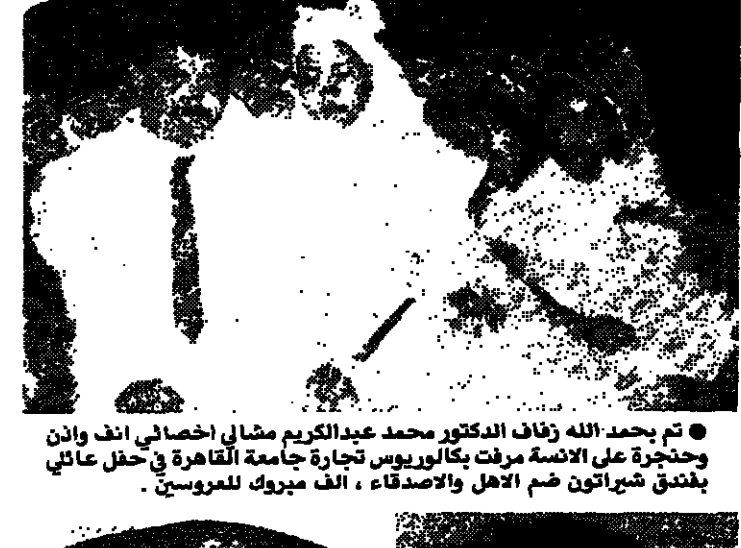 ● تم بحمد الله زفاف الدكتور محمد عبدالكريم مشالي اخصائي انف واذن
وحنجرة على الانسة مرفت بكالوريوس تجارة جامعة القاهرة في حفل عائلي
بفندق شيراتون ضم الاهل والاصدقاء ، الف مبروك للعروسين .